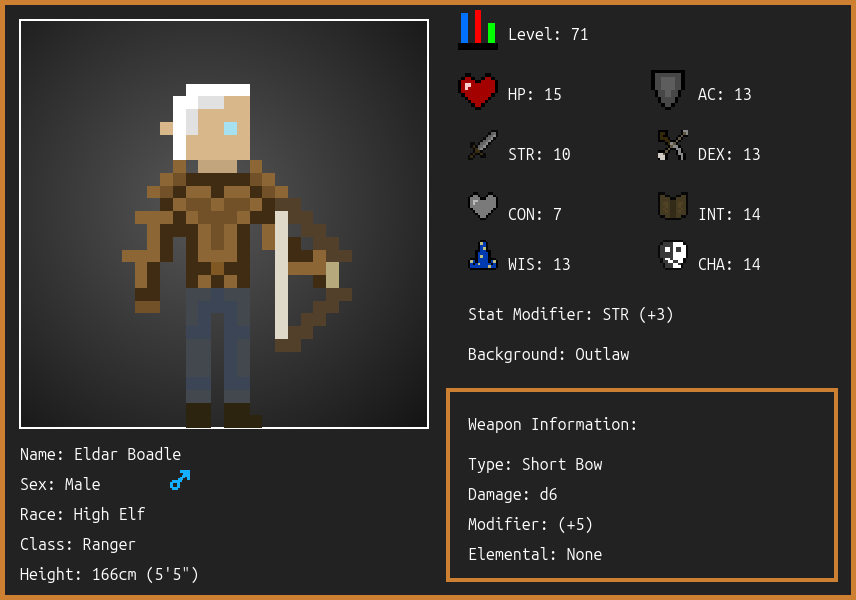 Level: 71
HP: 15
AC: 13
STR: 10
DEX: 13
CON: 7
INT: 14
WIS: 13
CHA: 14
Stat Modifier: STR (+3)
Background: Outlaw
Weapon Information:
Type: Short Bow
Damage: d6
Modifier: (+5)
Elemental: None
Name: Eldar Boadle
Sex: Male
Race: High Elf
Class: Ranger
Height: 166cm (5'5")